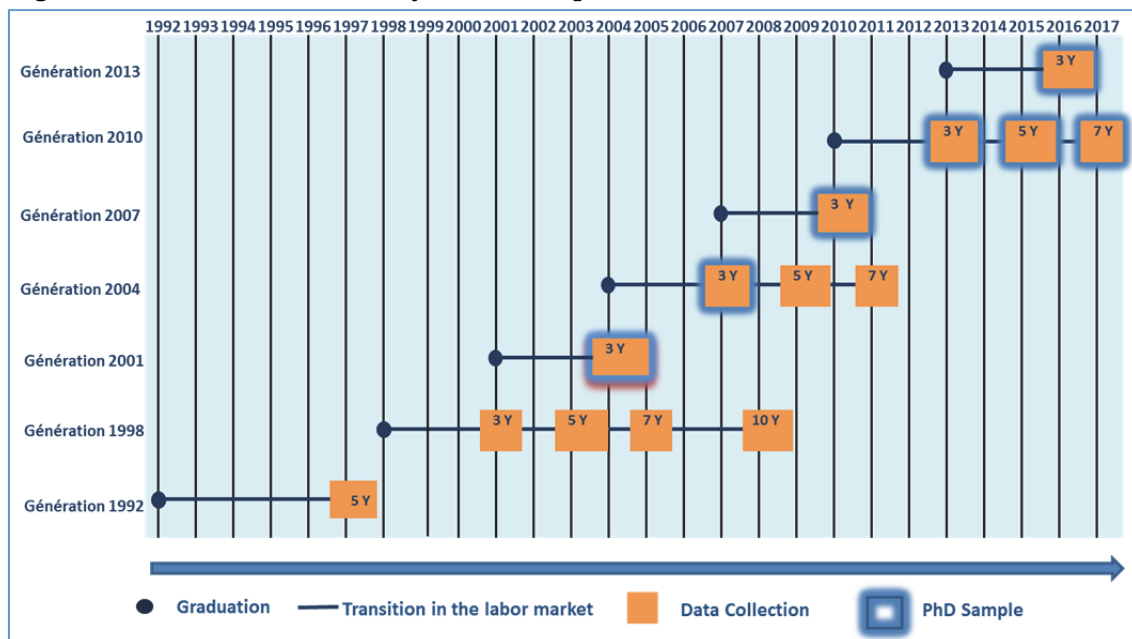 1992 1993 1994 1995 1996 1997 1998 1999 2000 2001 2002 2003 2004 2005 2006 2007 2008 2009 2010 2011 2012 2013 2014 2015 2016 2017
Génération 2013 3 Y
Génération 2010 3 Y 5 Y 7 Y
Génération 2007 3 Y
Génération 2004 3 Y 5 Y 7 Y
Génération 2001 3 Y
Génération 1998 3 Y 5 Y 7 Y 10 Y
Génération 1992 5 Y
Graduation Transition in the labor market Data Collection PhD Sample